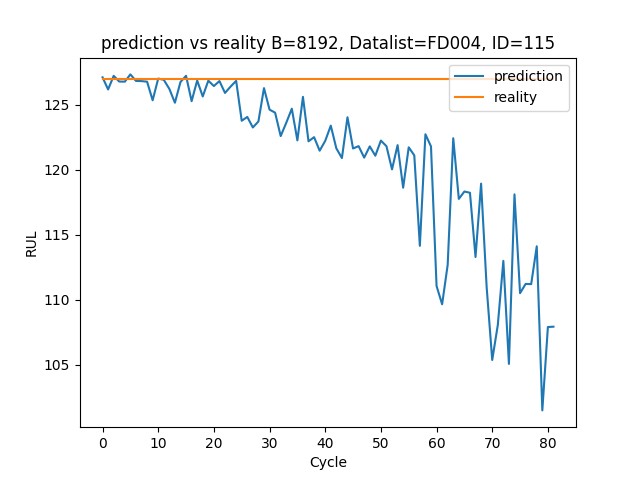 prediction vs reality B=8192, Datalist=FD004, ID=115
prediction
reality
125
120
115
110
105
RUL
0 10 20 30 40 50 60 70 80
Cycle